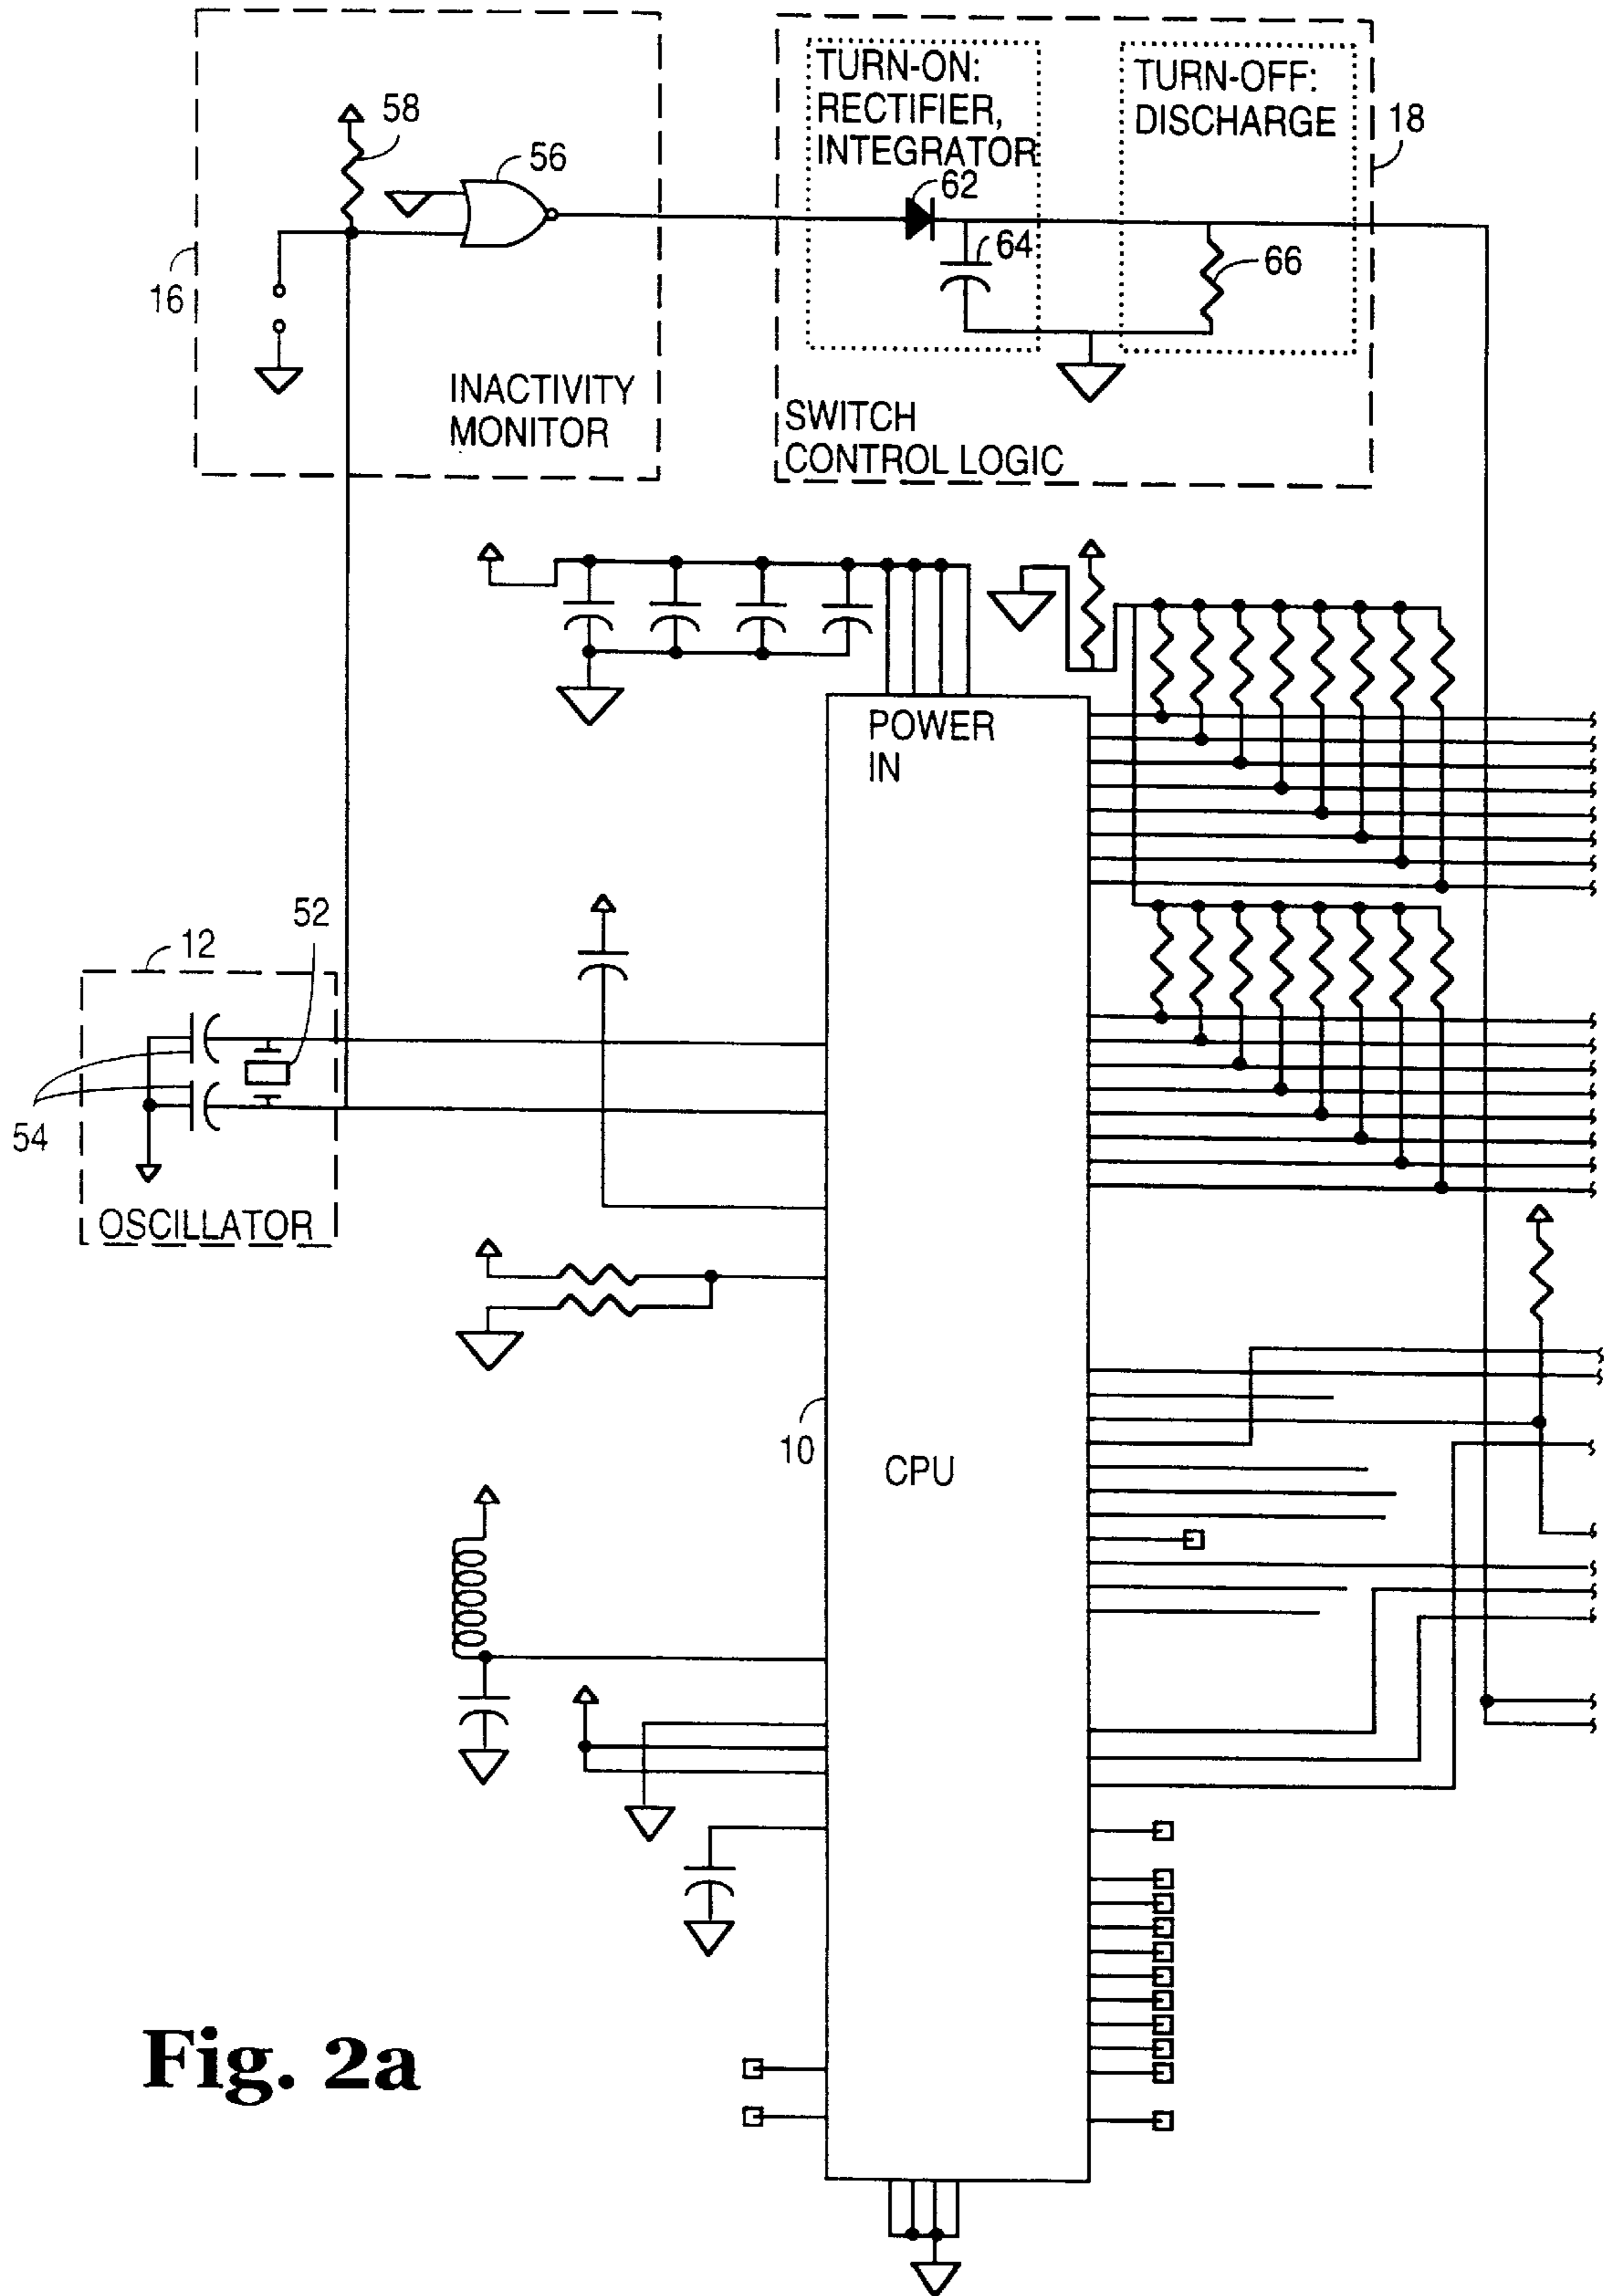 TURN-ON:
RECTIFIER,
INTEGRATOR
TURN-OFF:
DISCHARGE
18
58
56
62
64
66
16
INACTIVITY
MONITOR
SWITCH
CONTROL LOGIC
POWER
IN
52
12
54
OSCILLATOR
10
CPU
Fig. 2a